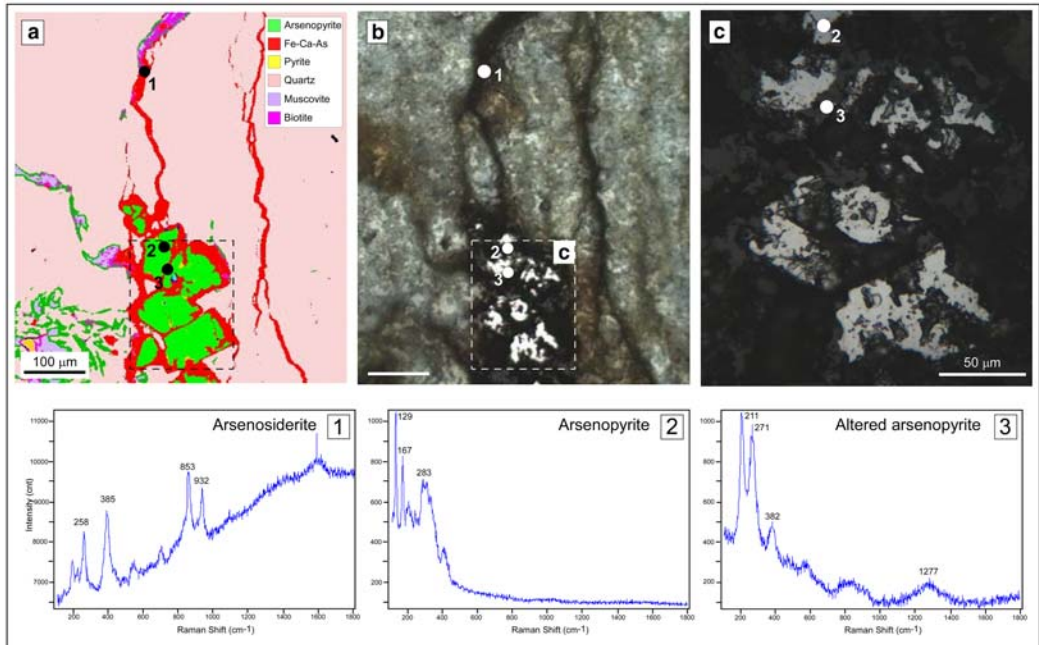 a
Arsenopyrite
Fe-Ca-As
Pyrite
Quartz
Muscovite
Biotite
1
2
3
100 µm
b
1
2
3
c
c
2
3
50 µm
Arsenosiderite 1
11000
10000
9000
8000
7000
Intensity (cnt)
258
385
853
932
200 400 600 800 1000 1200 1400 1600 1800
Raman Shift (cm-1)
Arsenopyrite 2
1000
800
600
400
200
129
167
283
200 400 600 800 1000 1200 1400 1600 1800
Raman Shift (cm-1)
Altered arsenopyrite 3
1000
800
600
400
200
211
271
382
1277
200 400 600 800 1000 1200 1400 1600 1800
Raman Shift (cm-1)